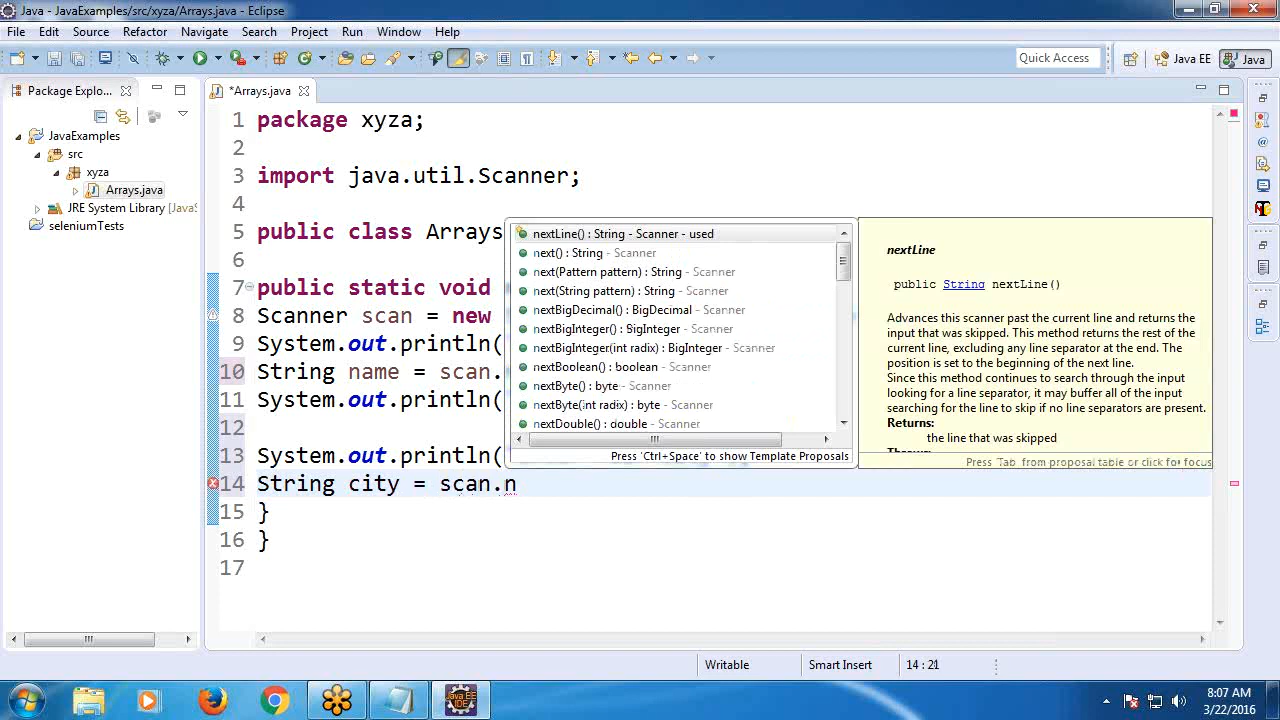 Java - JavaExamples/src/xyza/Arrays.java - Eclipse
File Edit Source Refactor Navigate Search Project Run Window Help
Quick Access Java EE Java
Package Explo...
*Arrays.java
JavaExamples
src
xyza
Arrays.java
JRE System Library [JavaS
seleniumTests
1 package xyza;
2
3 import java.util.Scanner;
4
5 public class Arrays
6
7 public static void
8 Scanner scan = new
9 System.out.println(
10 String name = scan.
11 System.out.println(
12
13 System.out.println(
14 String city = scan.n
15 }
16 }
17
nextLine() : String - Scanner - used
next() : String - Scanner
next(Pattern pattern) : String - Scanner
next(String pattern) : String - Scanner
nextBigDecimal() : BigDecimal - Scanner
nextBigInteger() : BigInteger - Scanner
nextBigInteger(int radix) : BigInteger - Scanner
nextBoolean() : boolean - Scanner
nextByte() : byte - Scanner
nextByte(int radix) : byte - Scanner
nextDouble() : double - Scanner
Press 'Ctrl+Space' to show Template Proposals
nextLine
public String nextLine()
Advances this scanner past the current line and returns the
input that was skipped. This method returns the rest of the
current line, excluding any line separator at the end. The
position is set to the beginning of the next line.
Since this method continues to search through the input
looking for a line separator, it may buffer all of the input
searching for the line to skip if no line separators are present.
Returns:
the line that was skipped
Press 'Tab' from proposal table or click for focus
Writable Smart Insert 14 : 21
Java EE
IDE
8:07 AM
3/22/2016